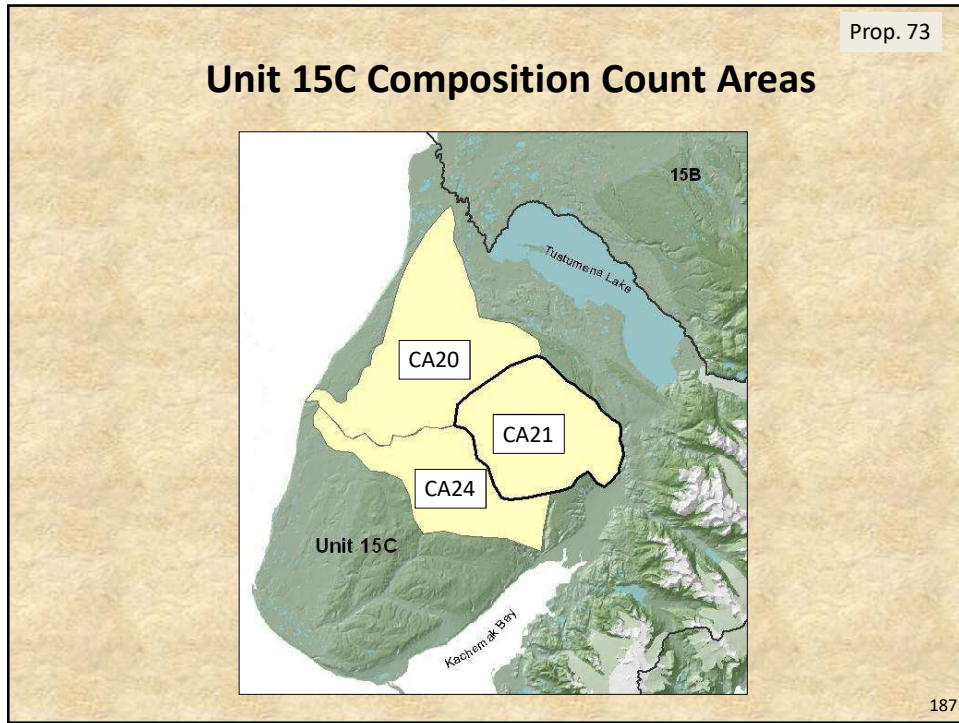 Prop. 73
Unit 15C Composition Count Areas
15B
Tustumena Lake
CA20
CA21
CA24
Unit 15C
Kachemak Bay
187